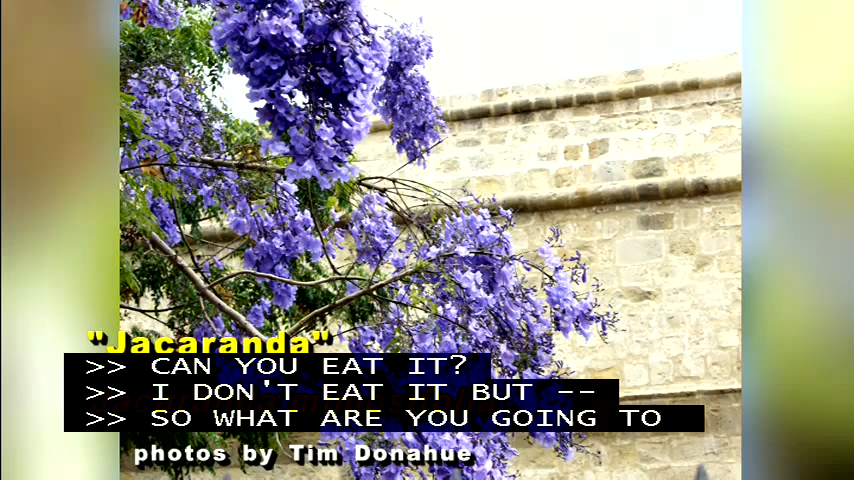 "Jacaranda"
>> CAN YOU EAT IT?
>> I DON'T EAT IT BUT --
>> SO WHAT ARE YOU GOING TO
photos by Tim Donahue